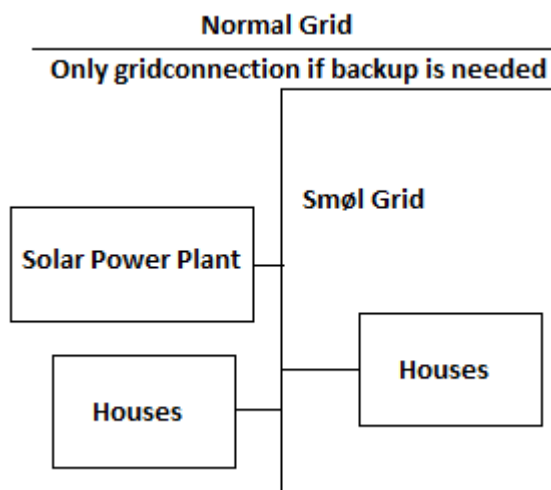 Normal Grid
Only gridconnection if backup is needed
Smøl Grid
Solar Power Plant
Houses
Houses